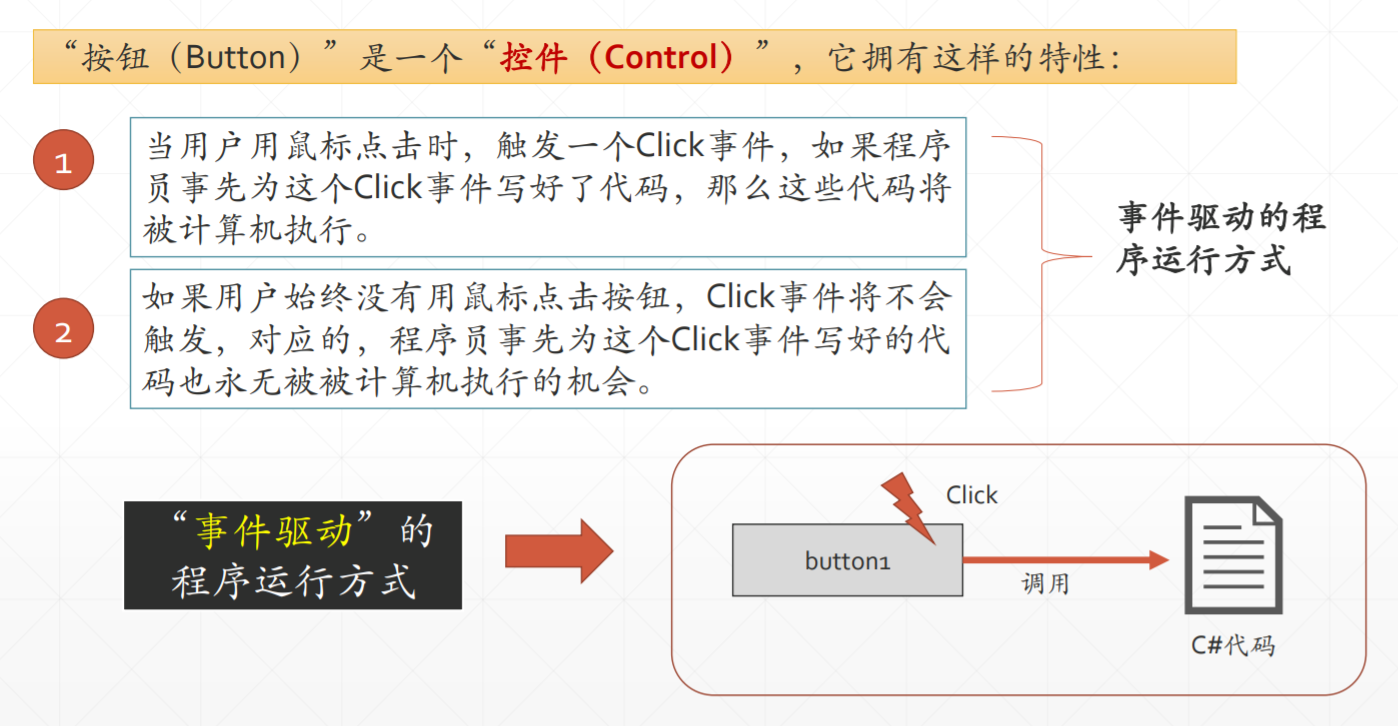 “按钮（Button）”是一个“控件（Control）”，它拥有这样的特性：
1
当用户用鼠标点击时，触发一个Click事件，如果程序
员事先为这个Click事件写好了代码，那么这些代码将
被计算机执行。
2
如果用户始终没有用鼠标点击按钮，Click事件将不会
触发，对应的，程序员事先为这个Click事件写好的代
码也永无被被计算机执行的机会。
事件驱动的程
序运行方式
“事件驱动”的
程序运行方式
Click
button1
调用
C#代码